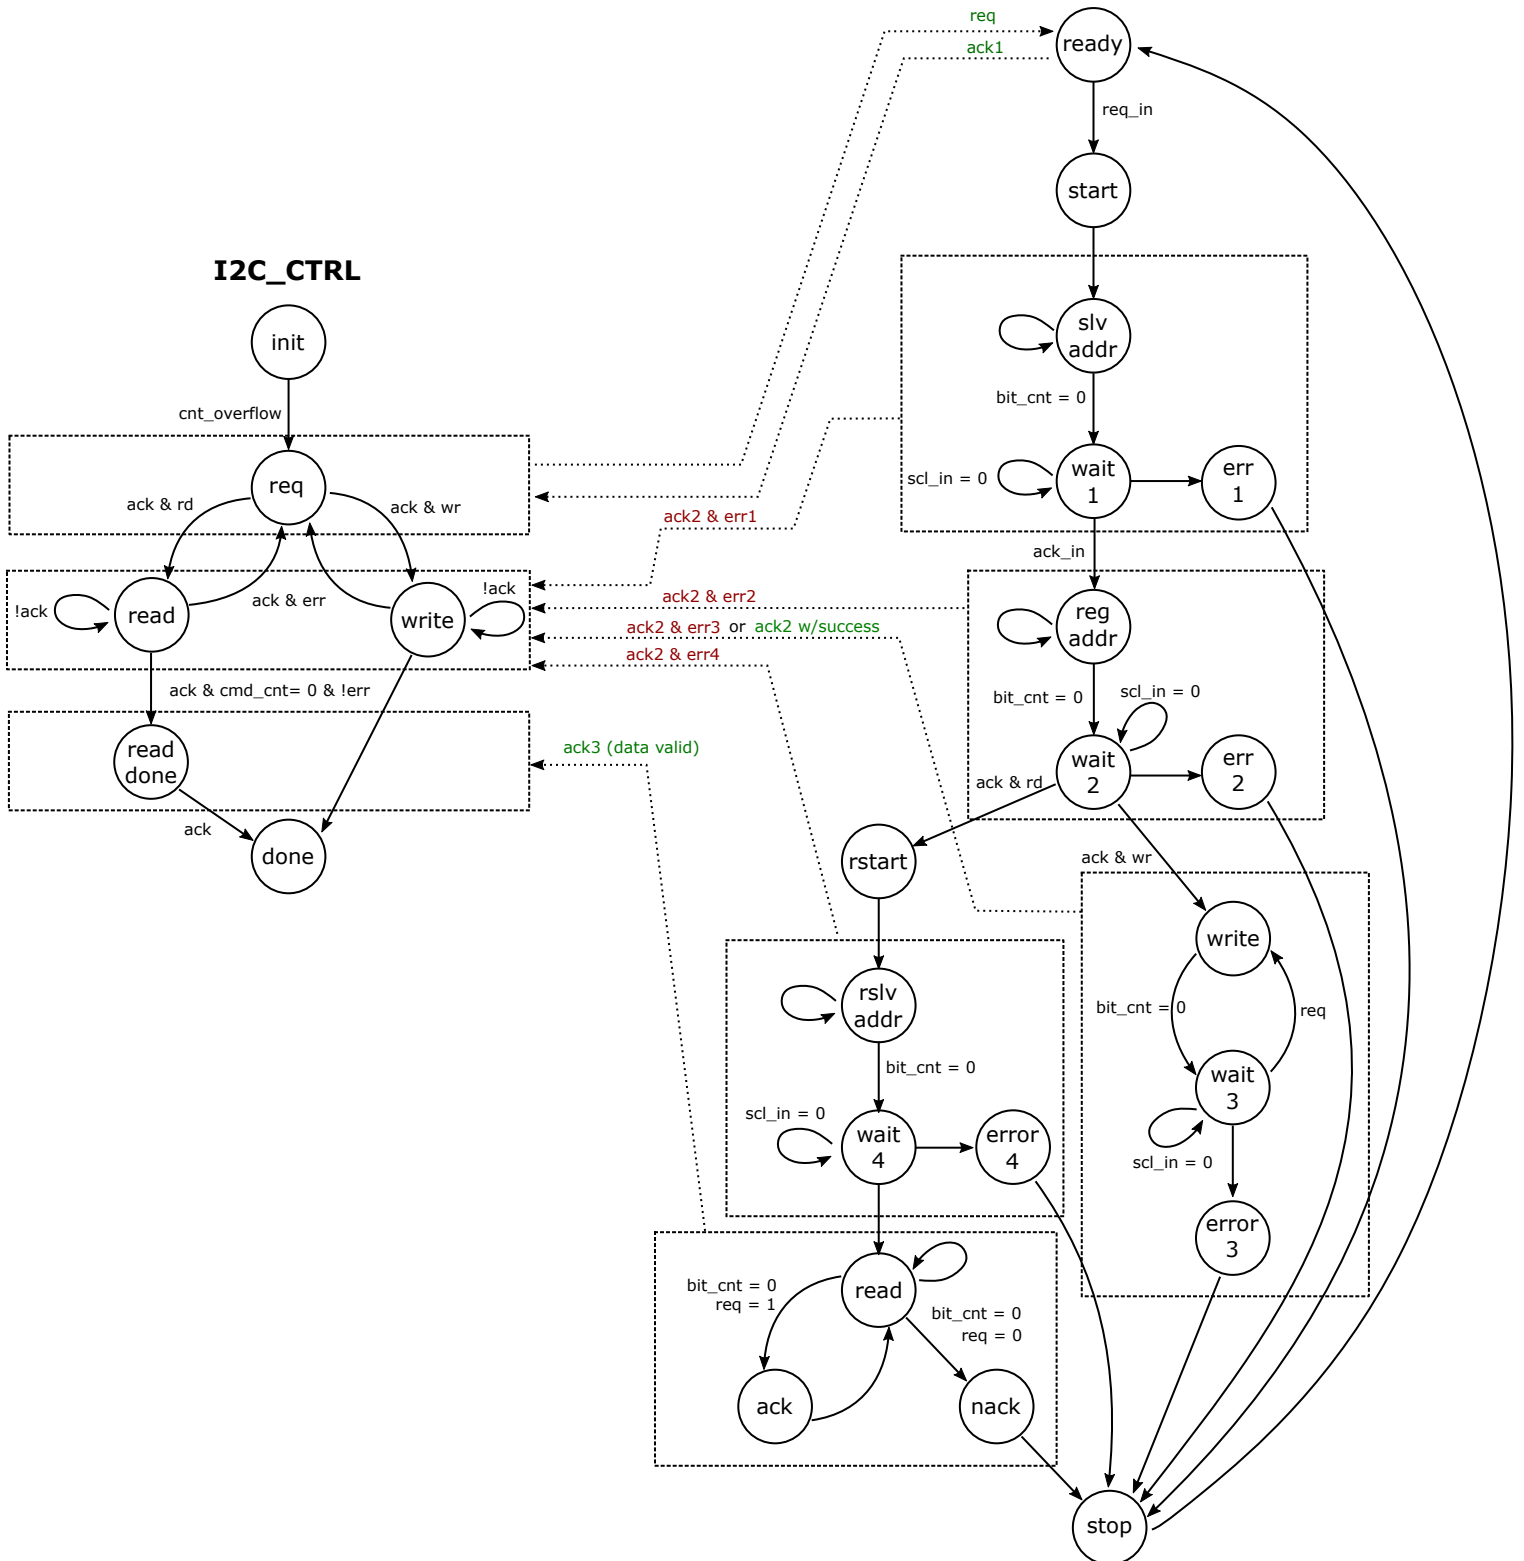 req
ready
ack1
req_in
start
I2C_CTRL
init
slv
addr
cnt_overflow
bit_cnt = 0
req
wait
1
scl_in = 0
err
1
ack & rd
ack & wr
ack2 & err1
ack_in
!ack
!ack
read
ack & err
write
ack2 & err2
reg
addr
ack2 & err3 or ack2 w/success
ack2 & err4
ack & cmd_cnt= 0 & !err
bit_cnt = 0
scl_in = 0
read
done
ack3 (data valid)
wait
2
err
2
ack & rd
ack
done
rstart
ack & wr
write
rslv
addr
bit_cnt = 0
req
bit_cnt = 0
wait
3
scl_in = 0
wait
4
error
4
scl_in = 0
error
3
read
bit_cnt = 0
req = 1
bit_cnt = 0
req = 0
ack
nack
stop